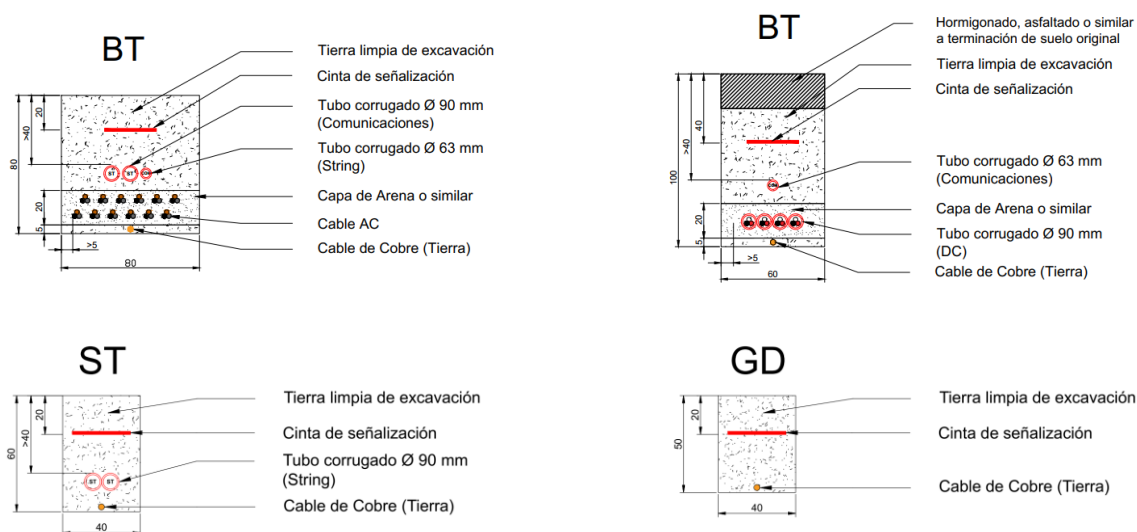 BT
Tierra limpia de excavación
Cinta de señalización
Tubo corrugado Ø 90 mm
(Comunicaciones)
Tubo corrugado Ø 63 mm
(String)
Capa de Arena o similar
Cable AC
Cable de Cobre (Tierra)
20
>40
80
20
5
>5
80
ST
ST
COM
BT
Hormigonado, asfaltado o similar
a terminación de suelo original
Tierra limpia de excavación
Cinta de señalización
Tubo corrugado Ø 63 mm
(Comunicaciones)
Capa de Arena o similar
Tubo corrugado Ø 90 mm
(DC)
Cable de Cobre (Tierra)
40
>40
100
20
5
>5
60
COM
ST
Tierra limpia de excavación
Cinta de señalización
Tubo corrugado Ø 90 mm
(String)
Cable de Cobre (Tierra)
20
>40
60
ST
ST
40
GD
Tierra limpia de excavación
Cinta de señalización
Cable de Cobre (Tierra)
20
50
40